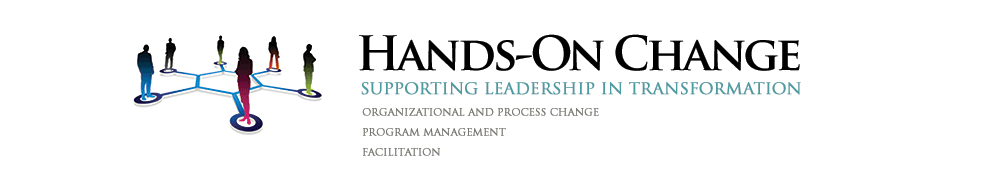 HANDS-ON CHANGE
SUPPORTING LEADERSHIP IN TRANSFORMATION
ORGANIZATIONAL AND PROCESS CHANGE
PROGRAM MANAGEMENT
FACILITATION